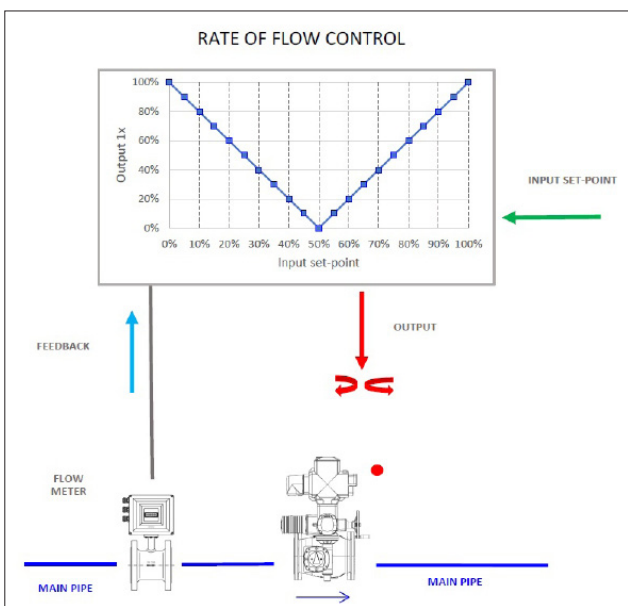 RATE OF FLOW CONTROL
100%
80%
60%
40%
20%
0%
Output 1x
0% 10% 20% 30% 40% 50% 60% 70% 80% 90% 100%
Input set-point
INPUT SET-POINT
FEEDBACK
OUTPUT
FLOW
METER
MAIN PIPE
MAIN PIPE